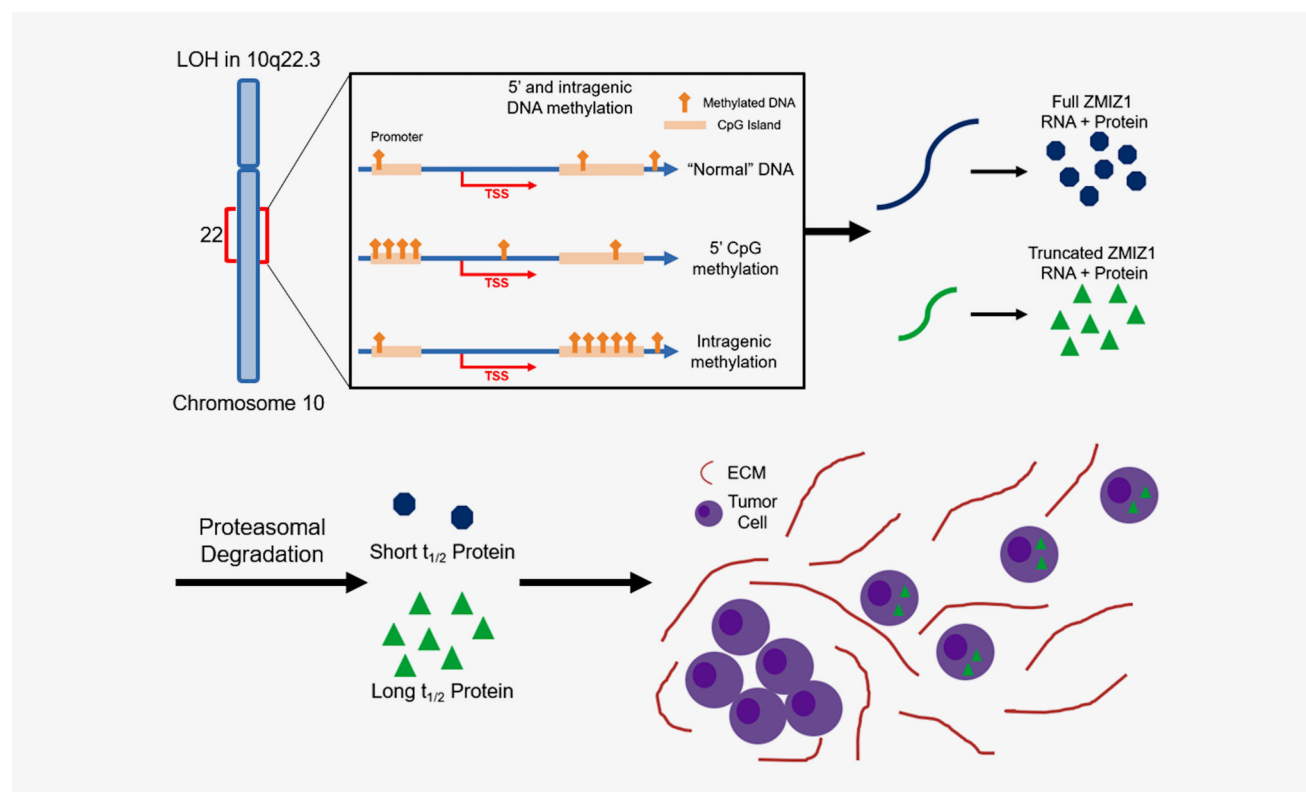 LOH in 10q22.3
22
Chromosome 10
5’ and intragenic
DNA methylation
Methylated DNA
CpG Island
Promoter
TSS
“Normal” DNA
TSS
5’ CpG
methylation
TSS
Intragenic
methylation
Full ZMIZ1
RNA + Protein
Truncated ZMIZ1
RNA + Protein
Proteasomal
Degradation
Short t1/2 Protein
Long t1/2 Protein
ECM
Tumor
Cell